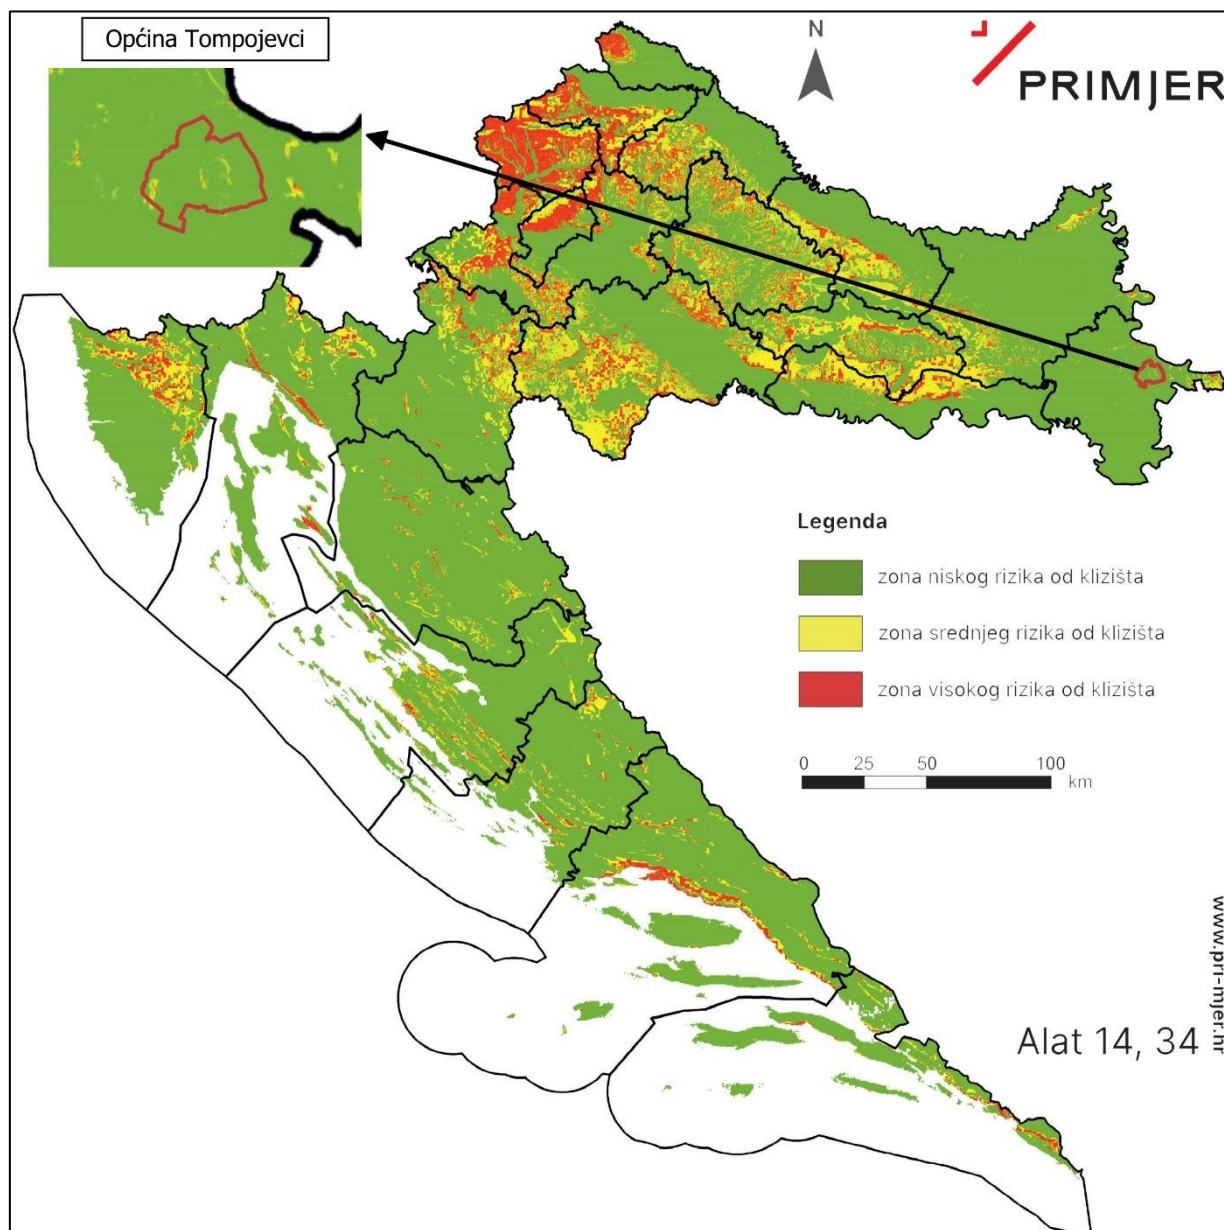 Općina Tompojevci
N
PRIMJER
Legenda
zona niskog rizika od klizišta
zona srednjeg rizika od klizišta
zona visokog rizika od klizišta
0 25 50 100
km
www.pri-mjer.hr
Alat 14, 34